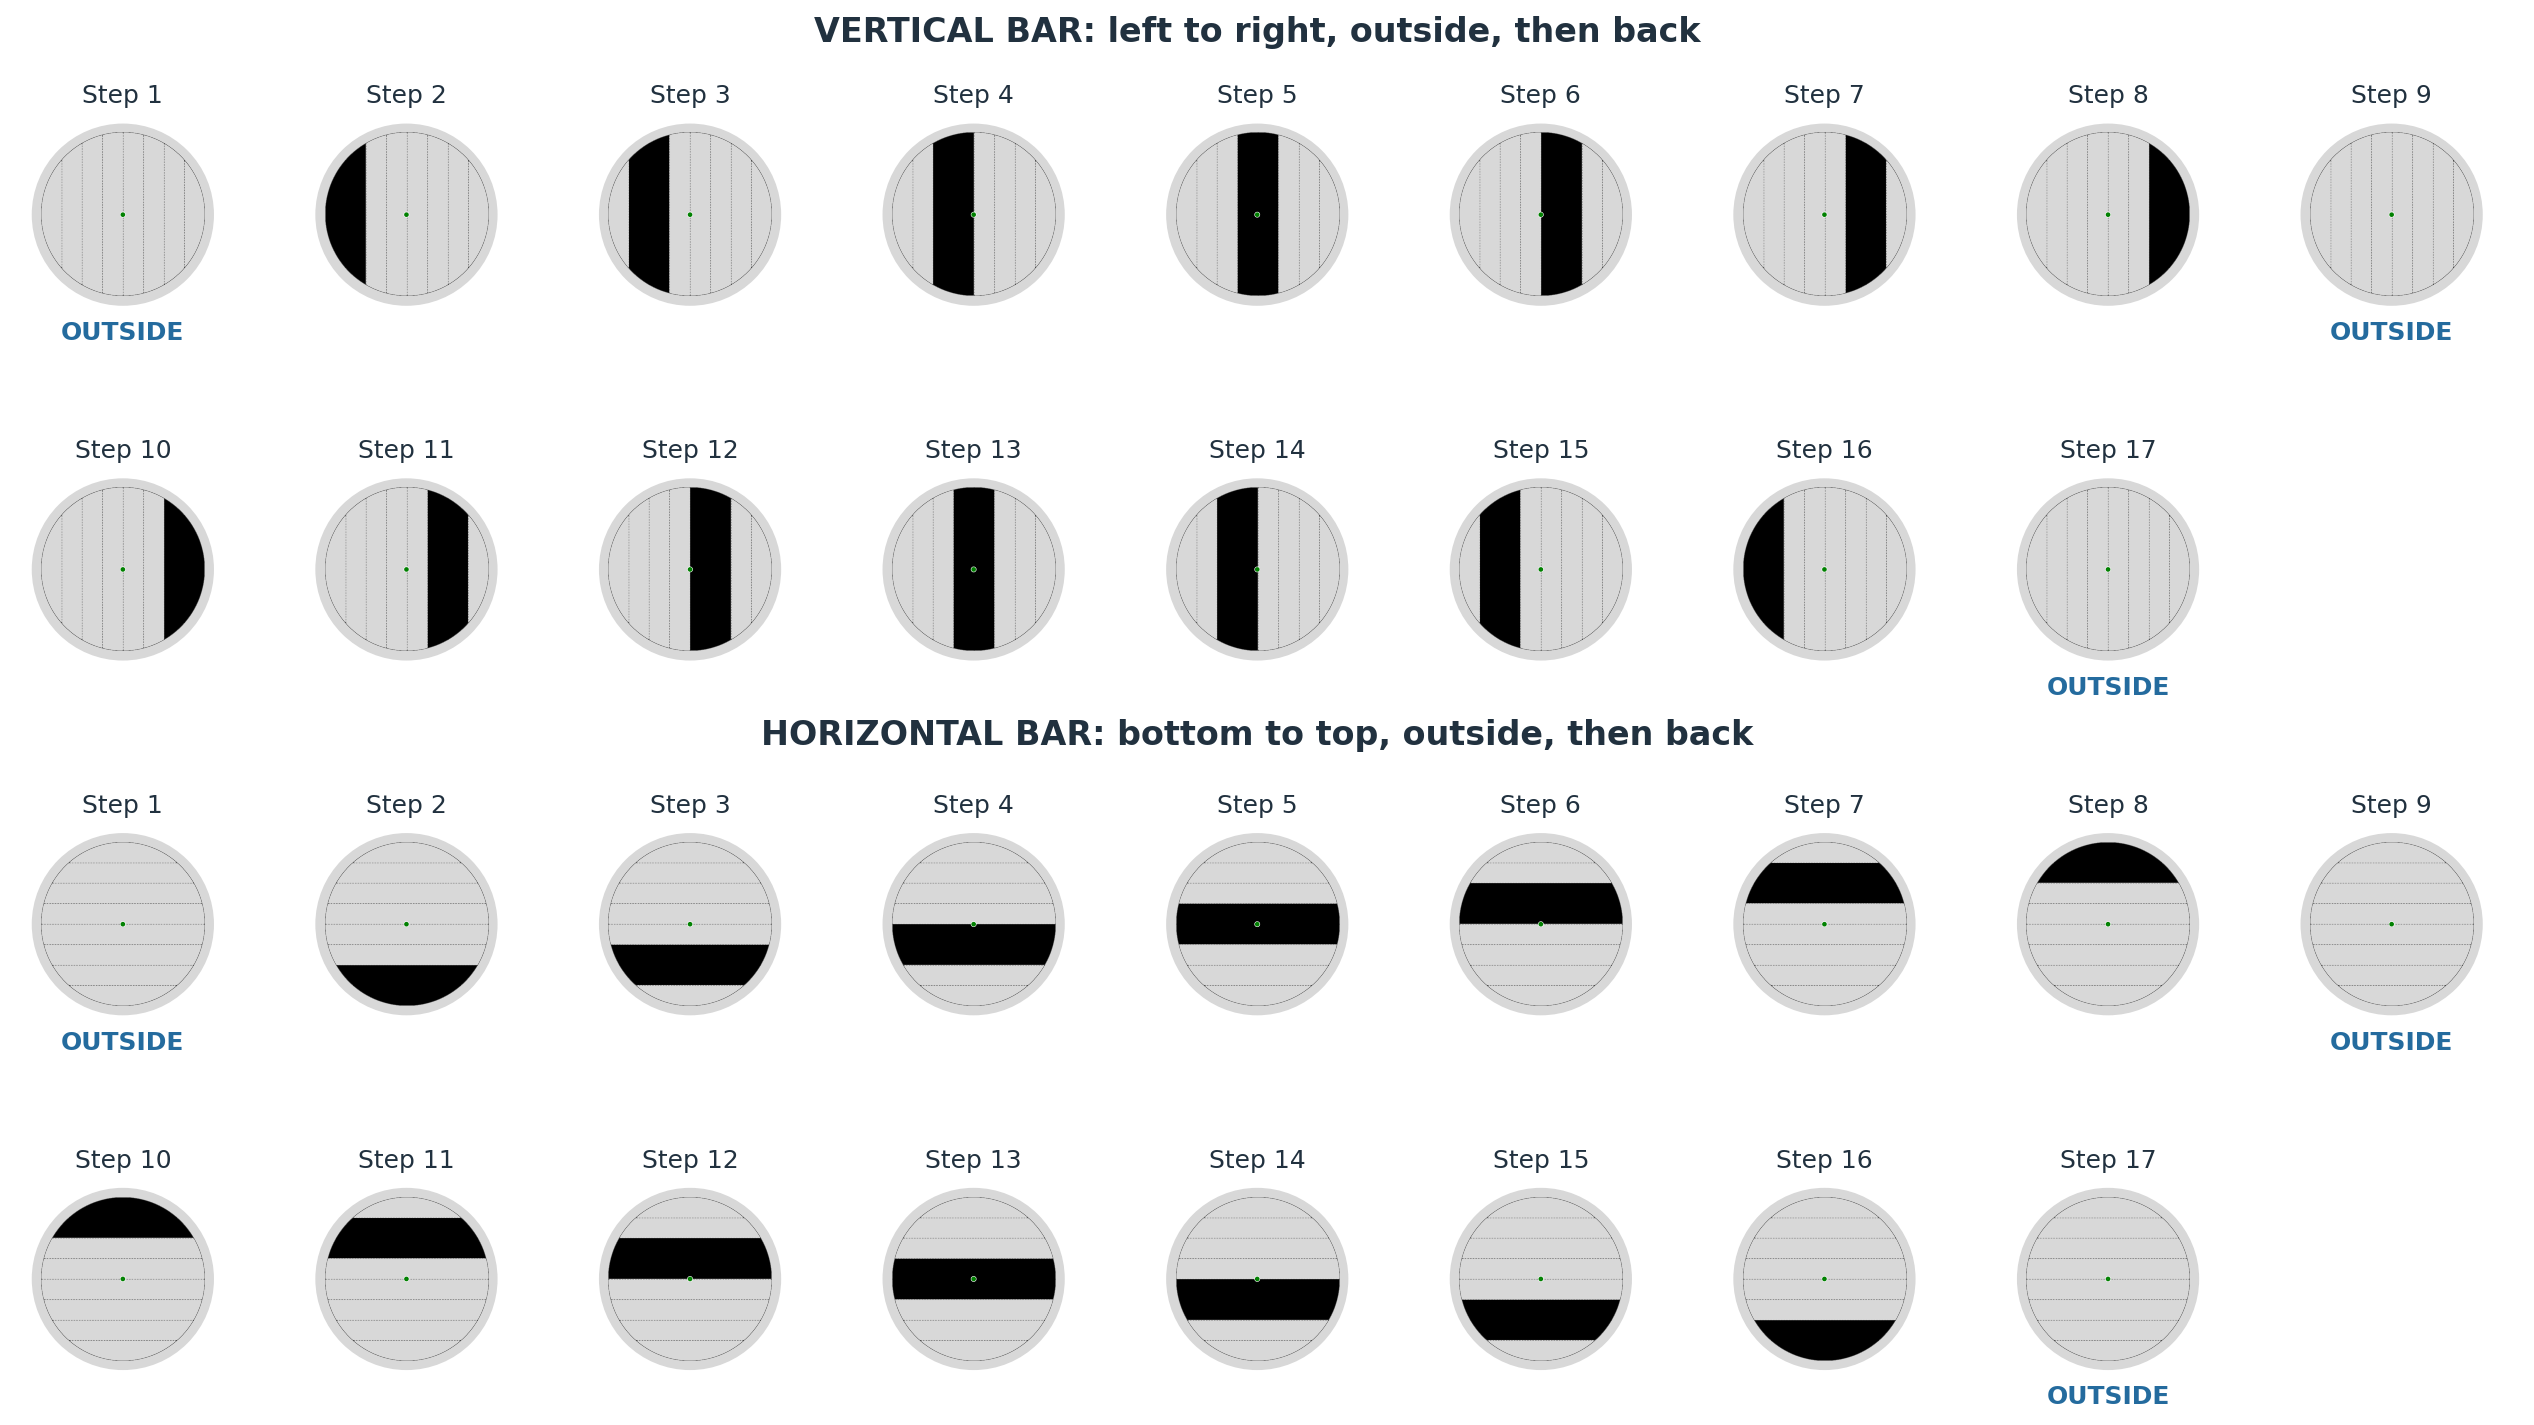 VERTICAL BAR: left to right, outside, then back
Step 1 Step 2 Step 3 Step 4 Step 5 Step 6 Step 7 Step 8 Step 9
OUTSIDE OUTSIDE
Step 10 Step 11 Step 12 Step 13 Step 14 Step 15 Step 16 Step 17
OUTSIDE
HORIZONTAL BAR: bottom to top, outside, then back
Step 1 Step 2 Step 3 Step 4 Step 5 Step 6 Step 7 Step 8 Step 9
OUTSIDE OUTSIDE
Step 10 Step 11 Step 12 Step 13 Step 14 Step 15 Step 16 Step 17
OUTSIDE